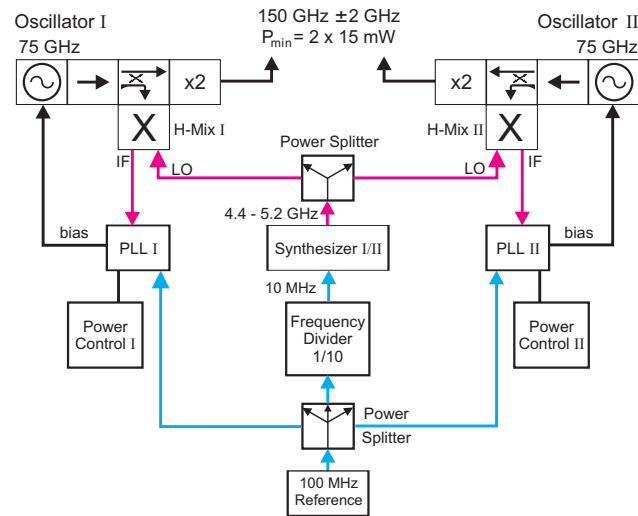 Oscillator I
75 GHz
150 GHz ±2 GHz
Pmin = 2 x 15 mW
Oscillator II
75 GHz
x2
x2
X
H-Mix I
H-Mix II
X
IF
LO
Power Splitter
LO
IF
4.4 - 5.2 GHz
bias
PLL I
Synthesizer I/II
PLL II
bias
10 MHz
Power
Control I
Frequency
Divider
1/10
Power
Control II
Power
Splitter
100 MHz
Reference